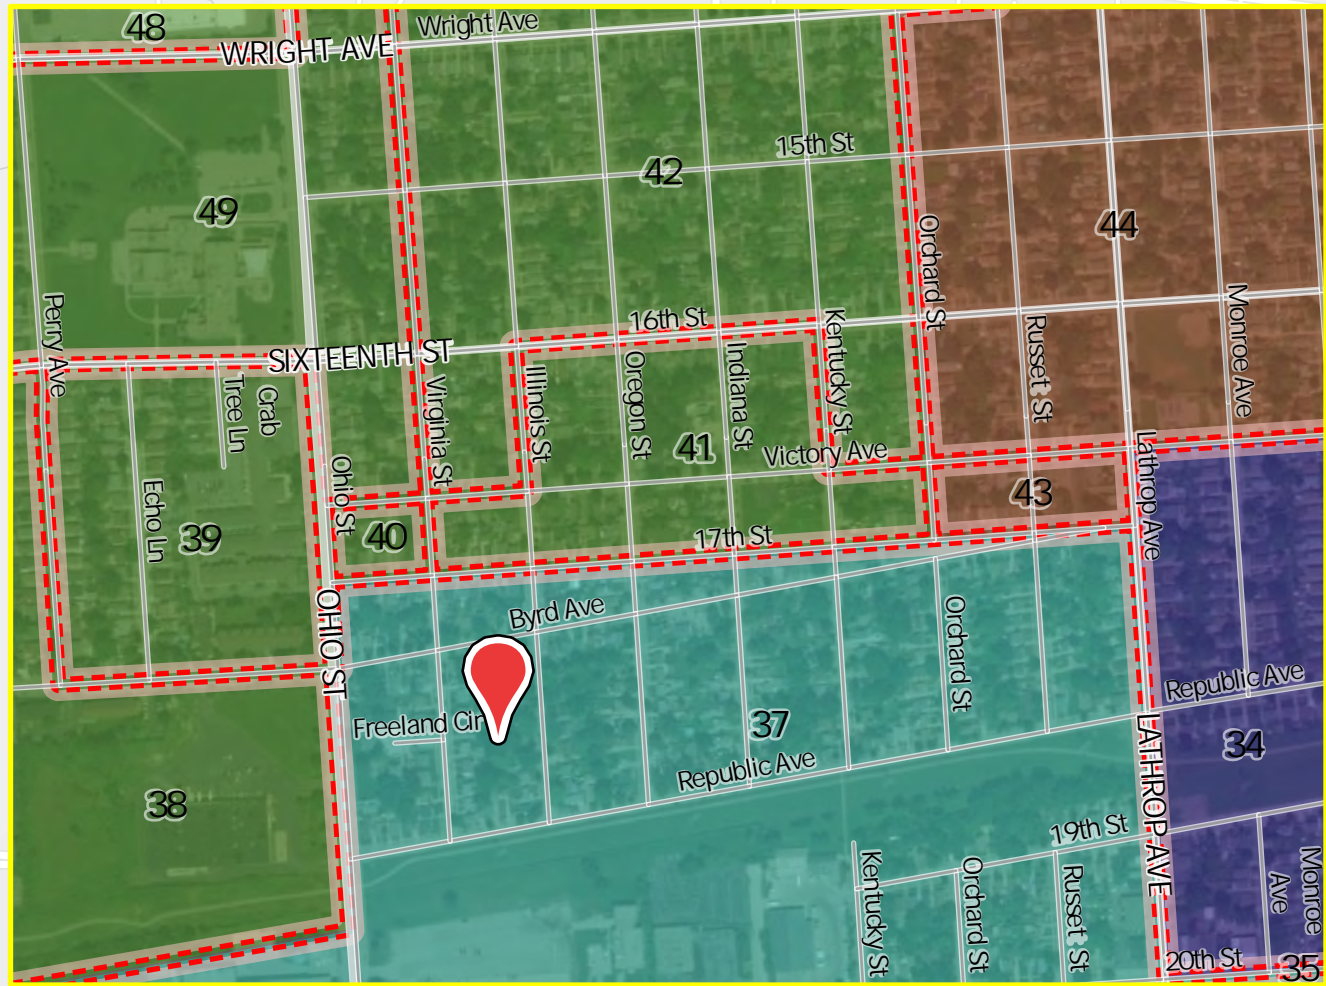 48
WRIGHT AVE
Wright Ave
15th St
42
49
44
Orchard St
Perry Ave
16th St
Kentucky St
Monroe Ave
SIXTEENTH ST
Russet St
Tree Ln
Crab
Virginia St
Illinois St
Oregon St
Indiana St
41
Victory Ave
Lathrop Ave
Ohio St
Echo Ln
43
39
40
17th St
OHIO ST
Byrd Ave
Orchard St
Republic Ave
Freeland Cir
37
LATHROP AVE
34
Republic Ave
38
19th St
Kentucky St
Orchard St
Russet St
Monroe
Ave
20th St
35